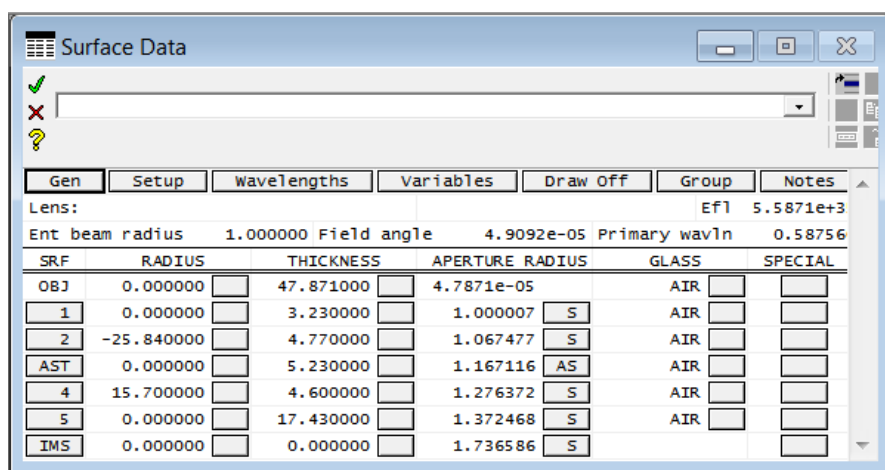 Surface Data
Gen Setup Wavelengths Variables Draw Off Group Notes
Lens: Efl 5.5871e+3
Ent beam radius 1.000000 Field angle 4.9092e-05 Primary wavln 0.58756
SRF RADIUS THICKNESS APERTURE RADIUS GLASS SPECIAL
OBJ 0.000000 47.871000 4.7871e-05 AIR
1 0.000000 3.230000 1.000007 S AIR
2 -25.840000 4.770000 1.067477 S AIR
AST 0.000000 5.230000 1.167116 AS AIR
4 15.700000 4.600000 1.276372 S AIR
5 0.000000 17.430000 1.372468 S AIR
IMS 0.000000 0.000000 1.736586 S